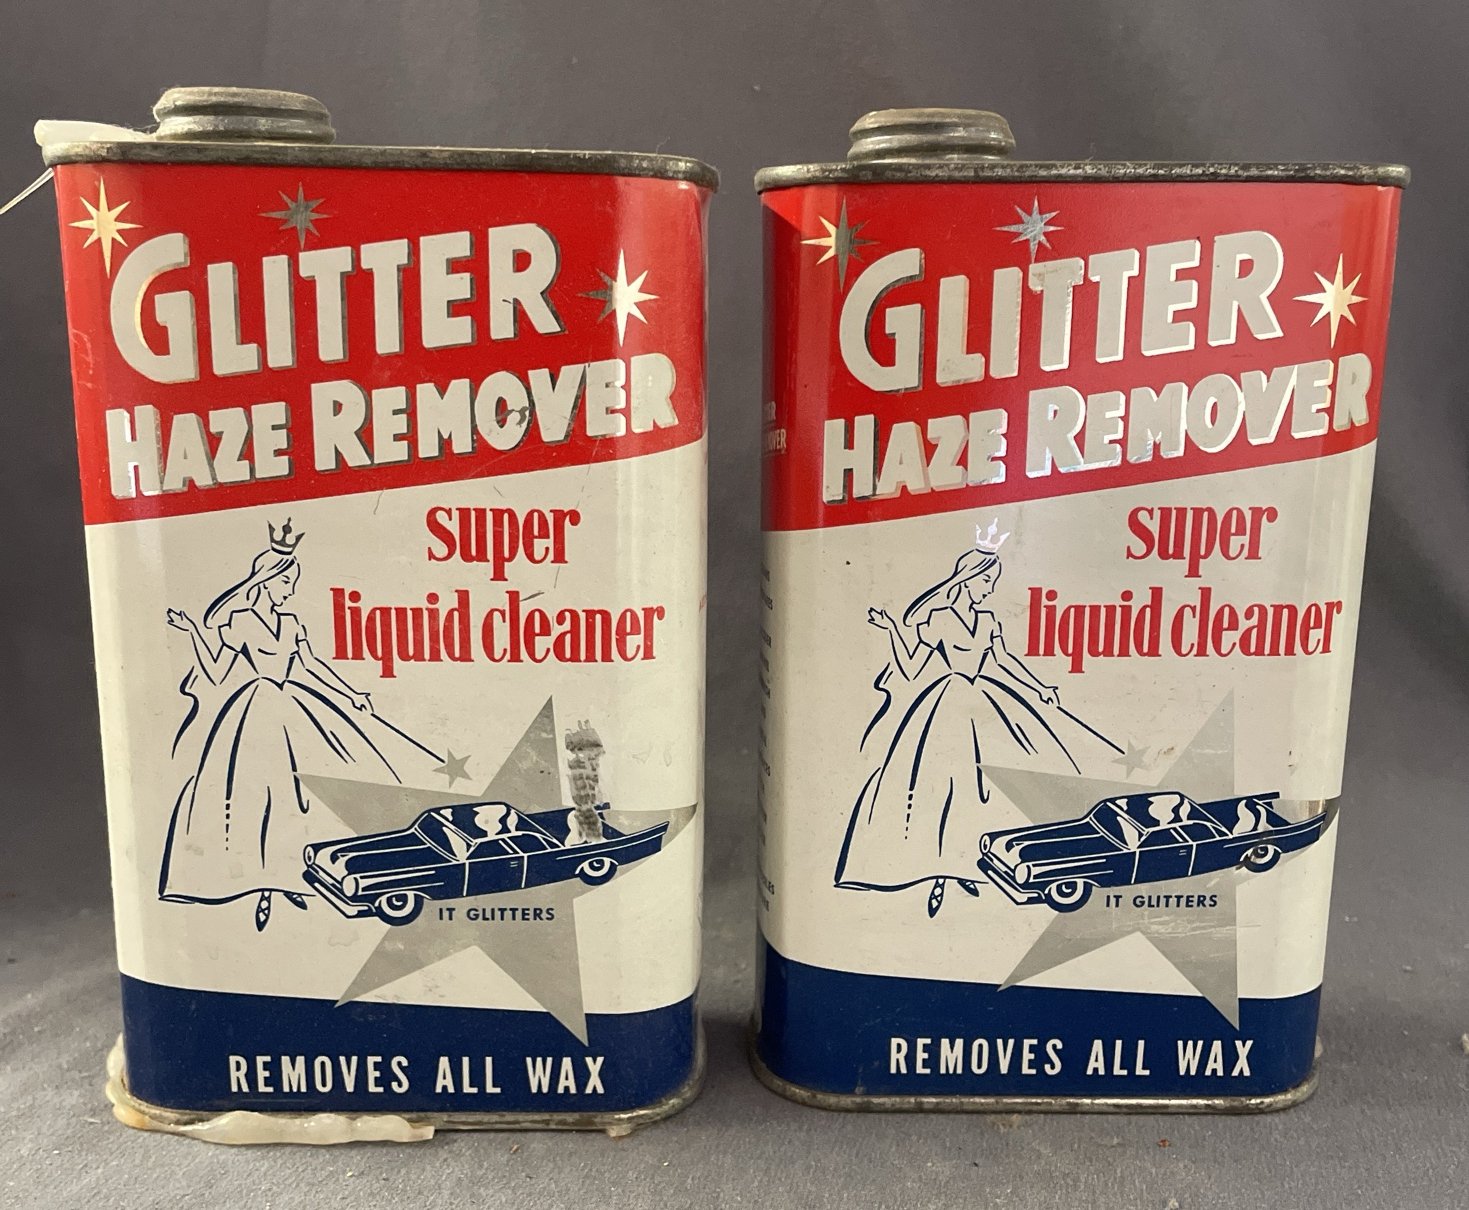 GLITTER
HAZE REMOVER
super
liquid cleaner
IT GLITTERS
REMOVES ALL WAX
GLITTER
HAZE REMOVER
super
liquid cleaner
IT GLITTERS
REMOVES ALL WAX